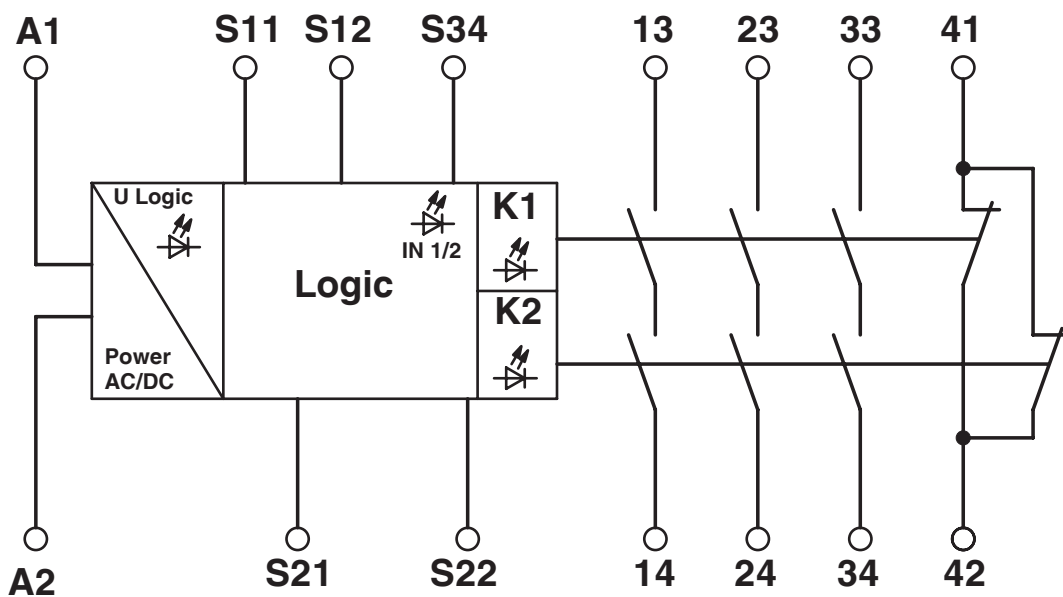 A1
S11
S12
S34
13
23
33
41
U Logic
IN 1/2
K1
Logic
K2
Power
AC/DC
A2
S21
S22
14
24
34
42